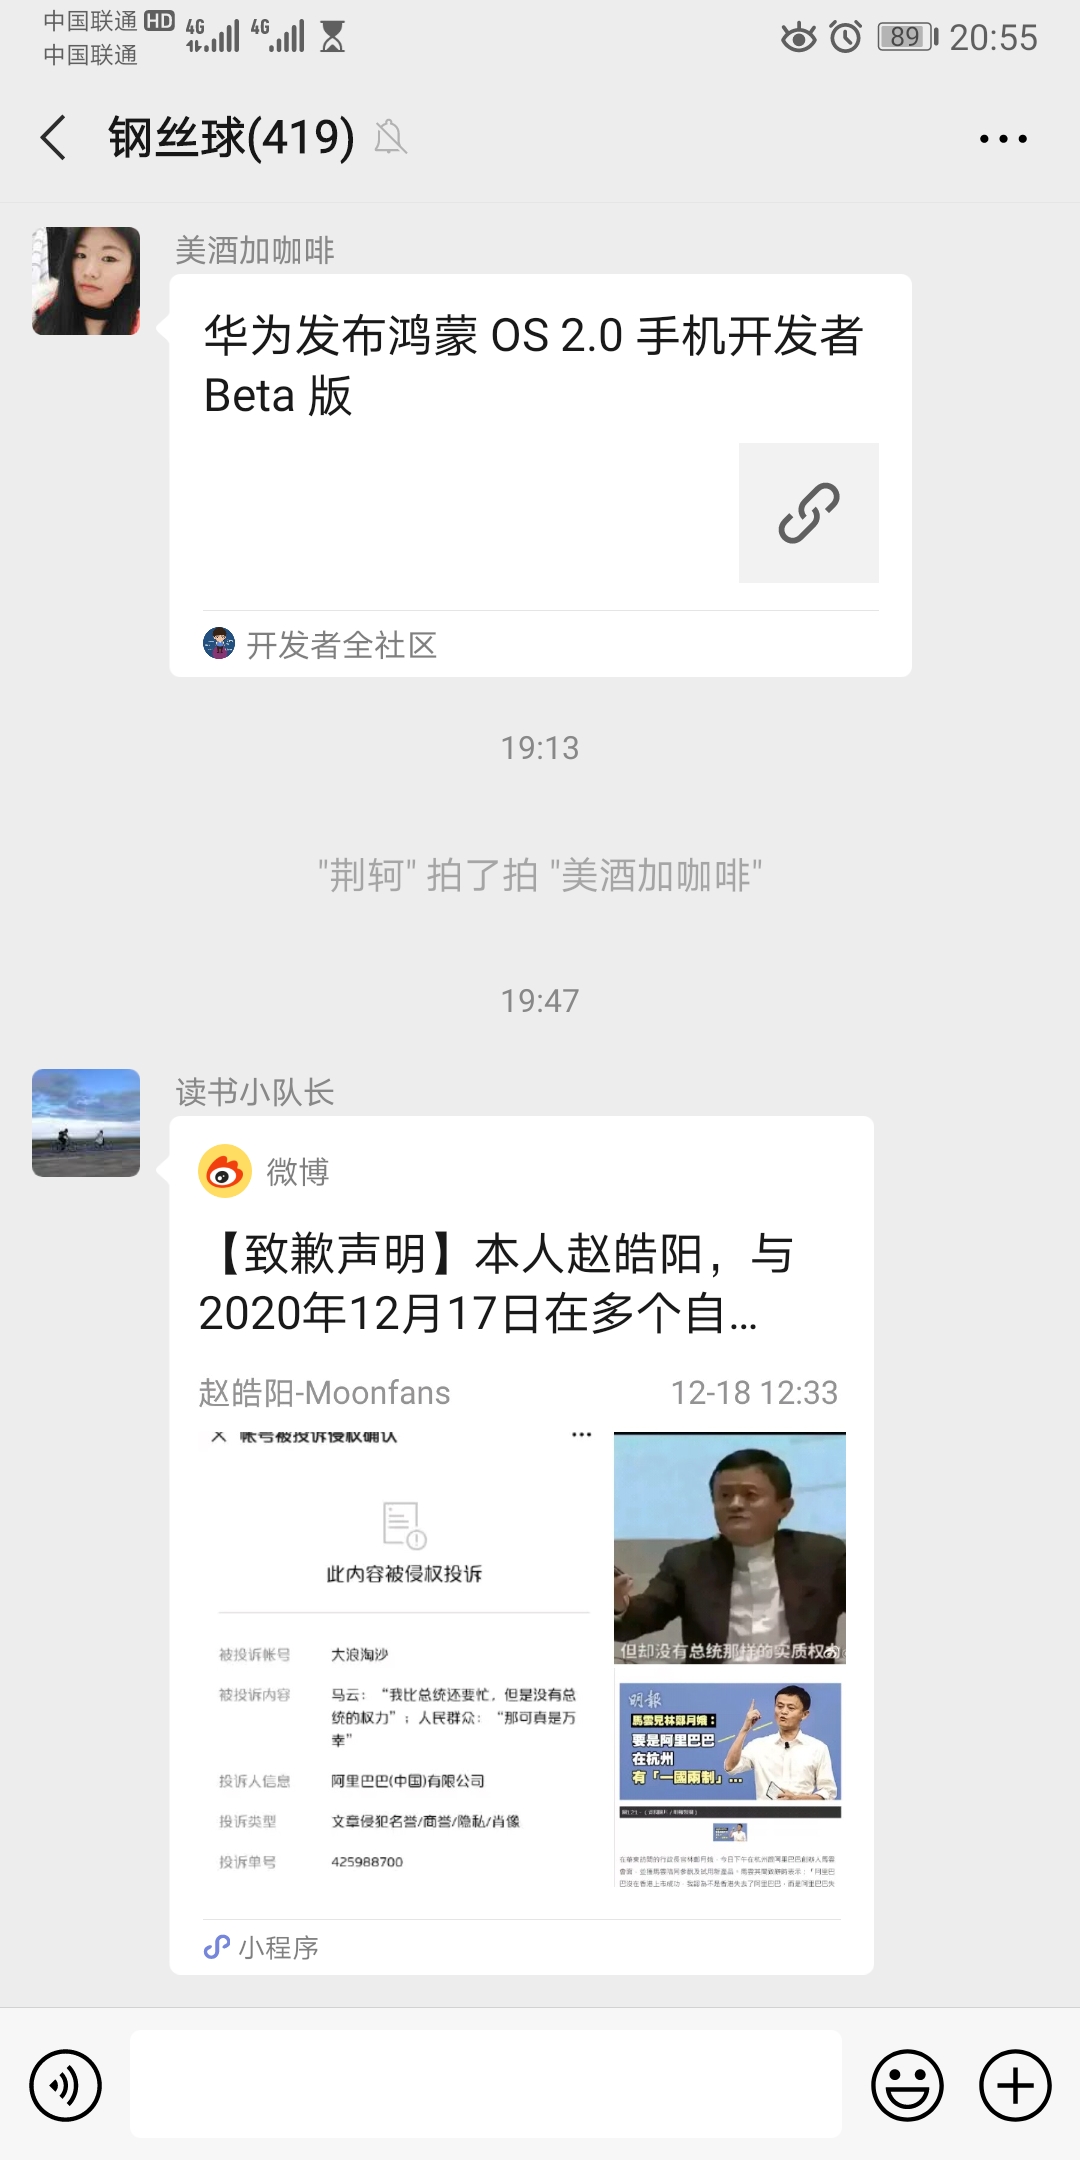 中国联通 HD 4G 4G 89 20:55
中国联通
钢丝球(419)
美酒加咖啡
华为发布鸿蒙 OS 2.0 手机开发者
Beta 版
开发者全社区
19:13
"荆轲" 拍了拍 "美酒加咖啡"
19:47
读书小队长
微博
【致歉声明】本人赵皓阳，与
2020年12月17日在多个自...
赵皓阳-Moonfans 12-18 12:33
帐号被投诉侵权确认
此内容被侵权投诉
被投诉帐号 大浪淘沙
被投诉内容 马云：“我比总统还要忙，但是没有总
统的权力”；人民群众：“那可真是万
幸”
投诉人信息 阿里巴巴(中国)有限公司
投诉类型 文章侵犯名誉/商誉/隐私/肖像
投诉单号 425988700
但却没有总统那样的实质权力
明報
馬雲見林鄭月娥：
要是阿里巴巴
在杭州
有「一國兩制」...
小程序